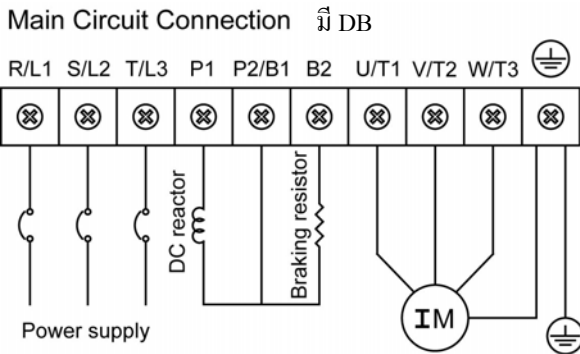 Main Circuit Connection มี DB
R/L1 S/L2 T/L3 P1 P2/B1 B2 U/T1 V/T2 W/T3
DC reactor
Braking resistor
IM
Power supply